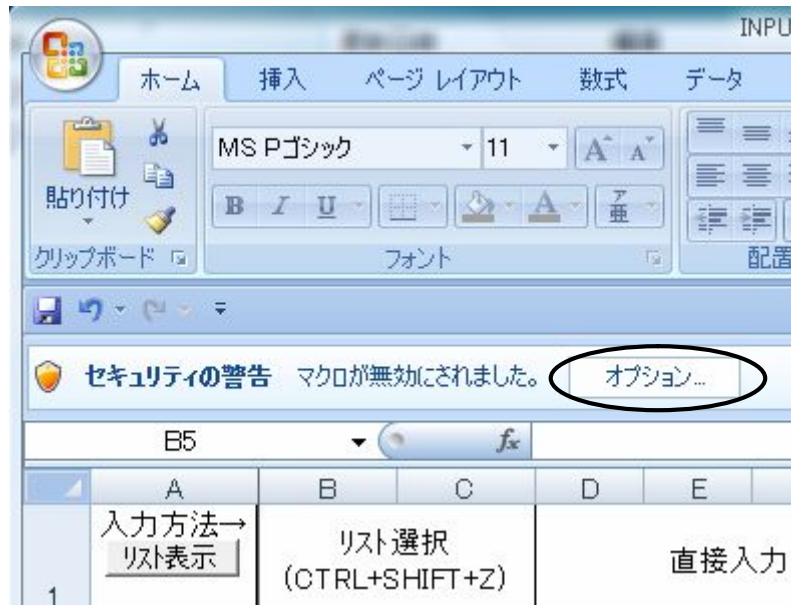 INPU
ホーム 挿入 ページ レイアウト 数式 データ
MS Pゴシック 11 A A
貼り付け
B I U A ア亜
クリップボード フォント 配置
セキュリティの警告 マクロが無効にされました。 オプション...
B5 fx
A B C D E
入力方法→ リスト選択 直接入力
リスト表示 (CTRL+SHIFT+Z)
1